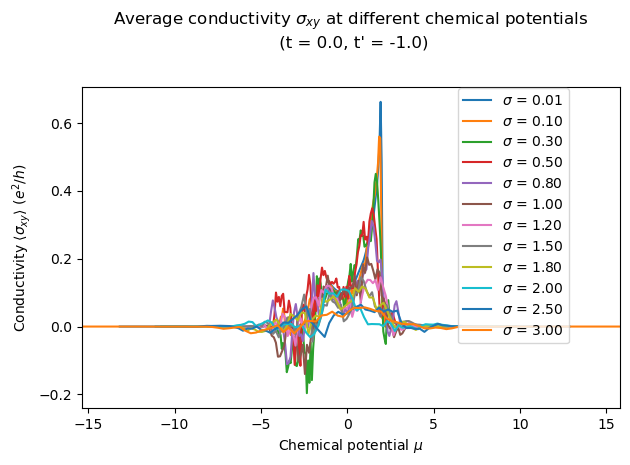 Average conductivity σxy at different chemical potentials
(t = 0.0, t' = -1.0)
Conductivity ⟨σxy⟩ (e²/h)
0.6
0.4
0.2
0.0
−0.2
σ = 0.01
σ = 0.10
σ = 0.30
σ = 0.50
σ = 0.80
σ = 1.00
σ = 1.20
σ = 1.50
σ = 1.80
σ = 2.00
σ = 2.50
σ = 3.00
−15 −10 −5 0 5 10 15
Chemical potential μ